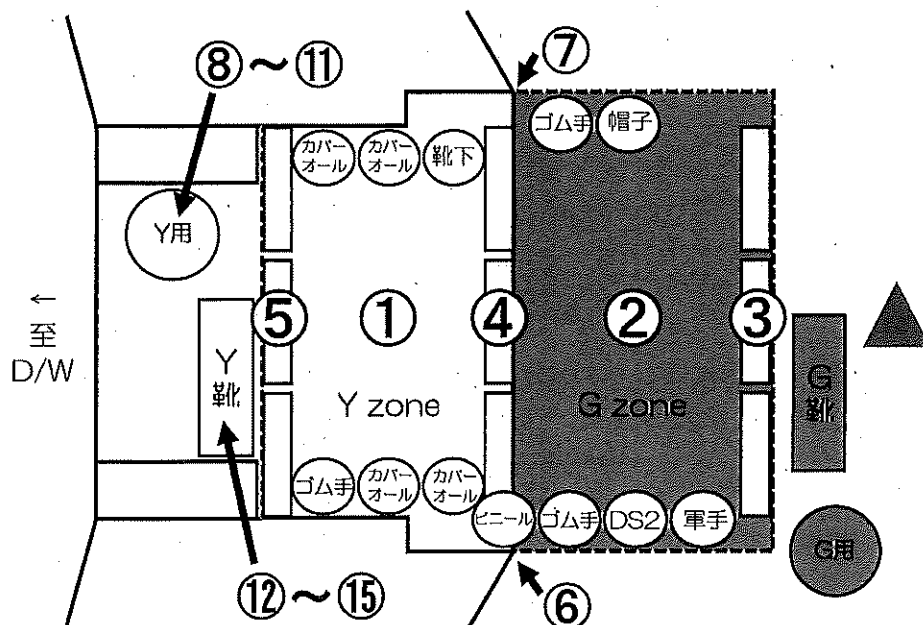 ⑧～⑪
⑦
ゴム手
帽子
カバー
オール
カバー
オール
靴下
Y用
←
至
D/W
⑤
①
④
②
③
Y
靴
Y zone
G zone
G
靴
ゴム手
カバー
オール
カバー
オール
ビニール
ゴム手
DS2
軍手
G用
⑫～⑮
⑥